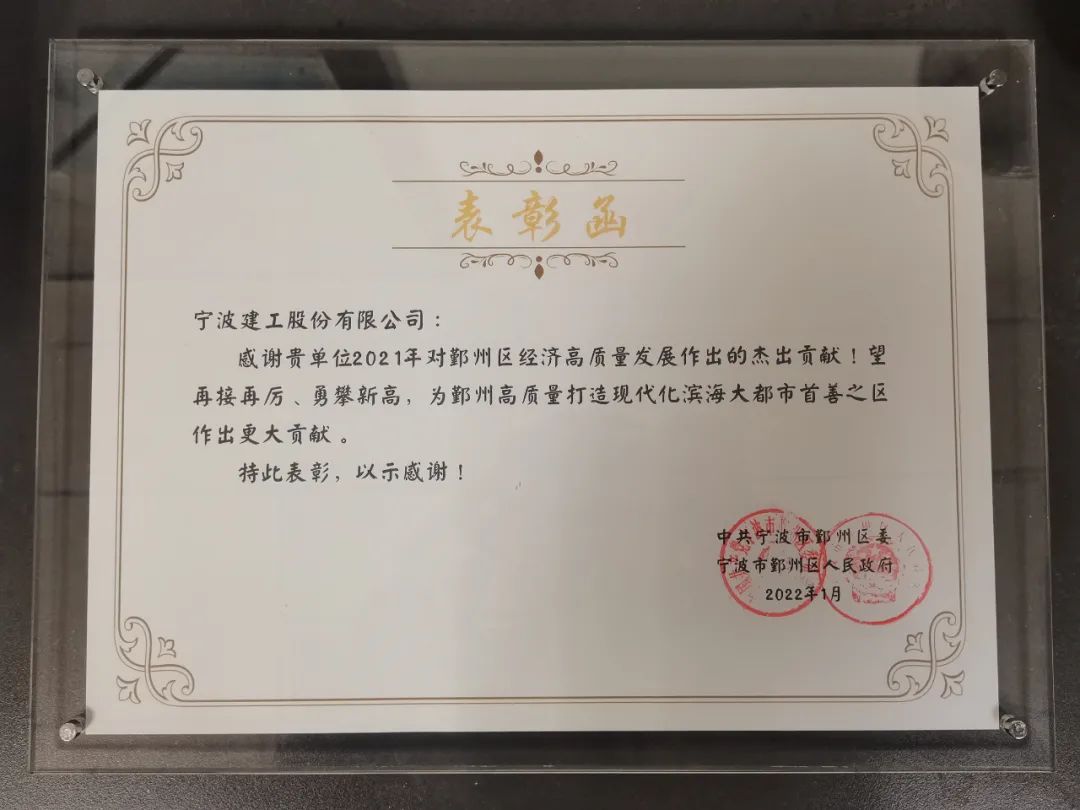 表彰函
宁波建工股份有限公司：
感谢贵单位2021年对鄞州区经济高质量发展作出的杰出贡献！望
再接再厉、勇攀新高，为鄞州高质量打造现代化滨海大都市首善之区
作出更大贡献。
持此表彰，以示感谢！
中共宁波市鄞州区委
宁波市鄞州区人民政府
2022年1月